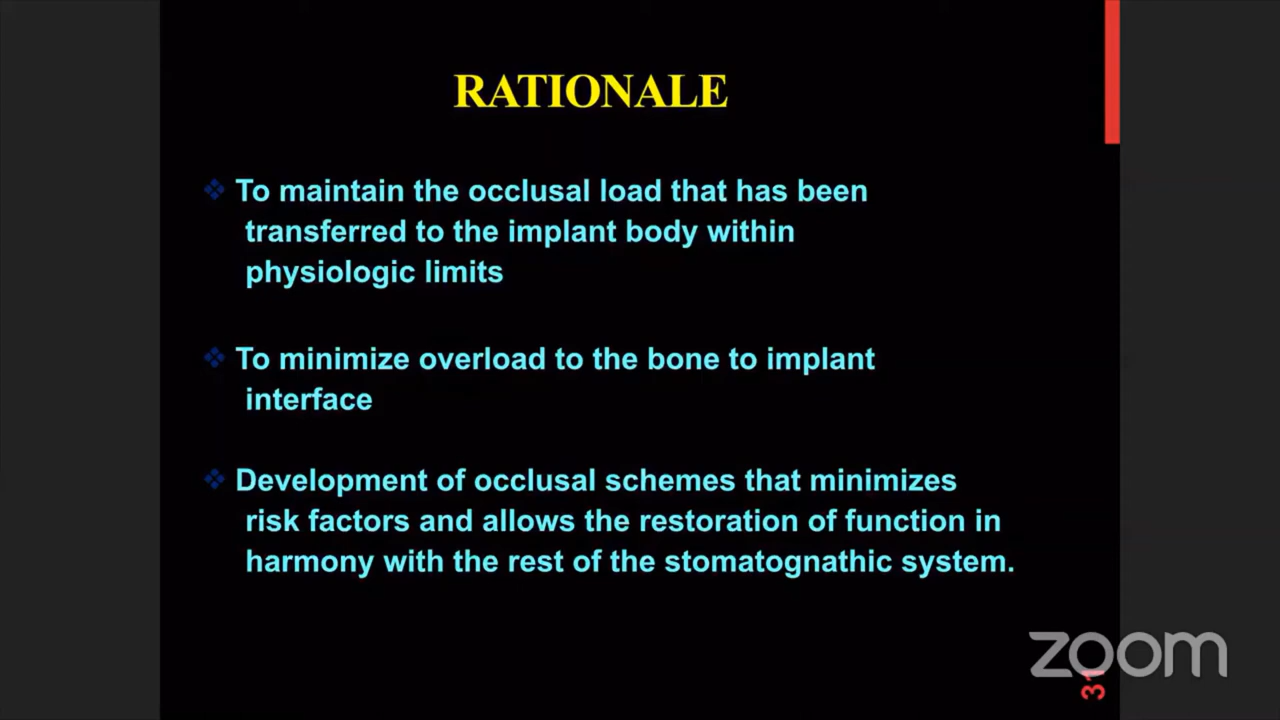 RATIONALE
To maintain the occlusal load that has been
transferred to the implant body within
physiologic limits
To minimize overload to the bone to implant
interface
Development of occlusal schemes that minimizes
risk factors and allows the restoration of function in
harmony with the rest of the stomatognathic system.
zoom
31